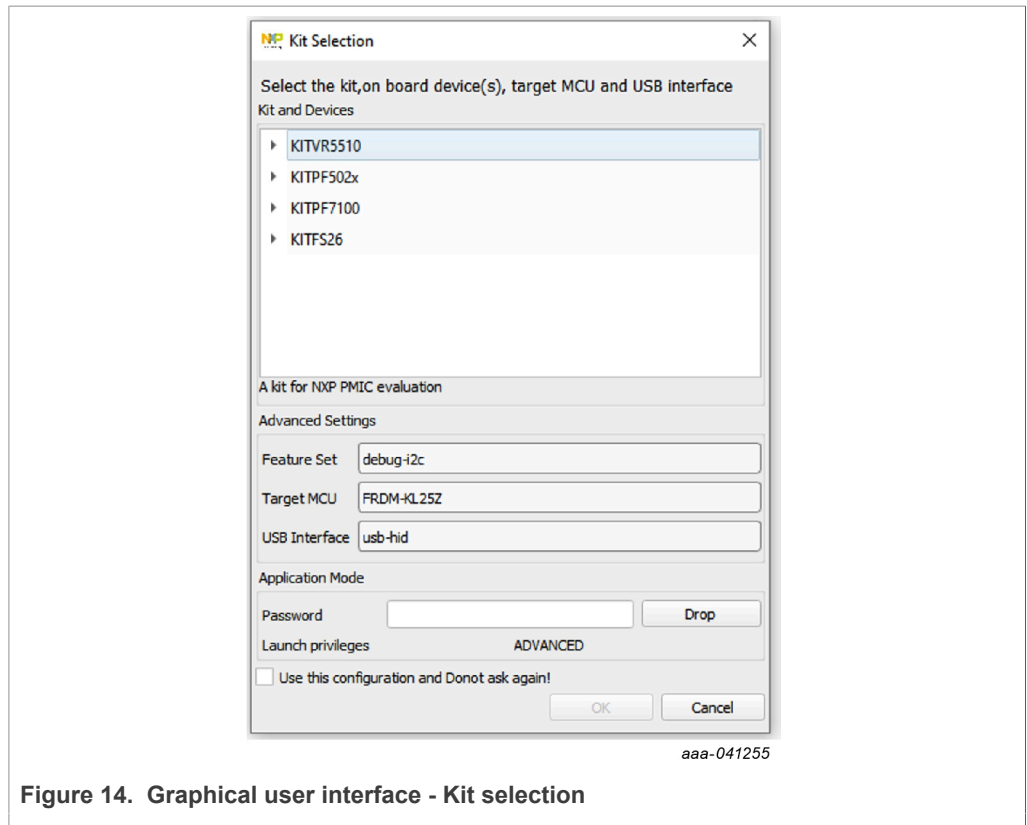 NXP Kit Selection
Select the kit,on board device(s), target MCU and USB interface
Kit and Devices
KITVR5510
KITPF502x
KITPF7100
KITFS26
A kit for NXP PMIC evaluation
Advanced Settings
Feature Set debug-i2c
Target MCU FRDM-KL25Z
USB Interface usb-hid
Application Mode
Password Drop
Launch privileges ADVANCED
Use this configuration and Donot ask again!
OK Cancel
aaa-041255
Figure 14. Graphical user interface - Kit selection